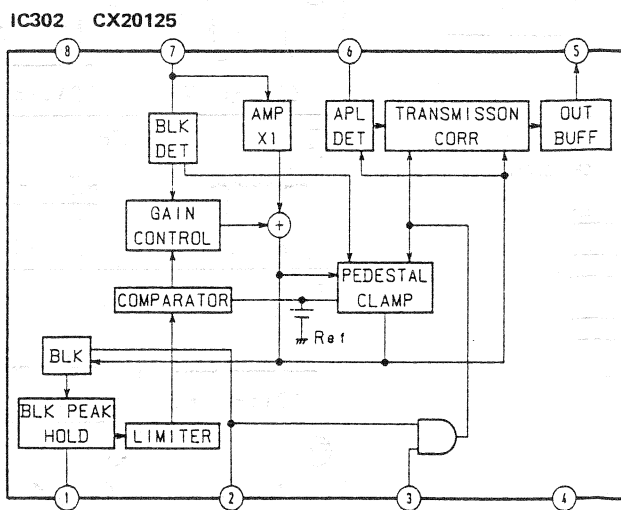 IC302 CX20125
8 7 6 5
BLK
DET
AMP
X1
APL
DET
TRANSMISSON
CORR
OUT
BUFF
GAIN
CONTROL
+
PEDESTAL
CLAMP
COMPARATOR
Ref
BLK
BLK PEAK
HOLD
LIMITER
1 2 3 4